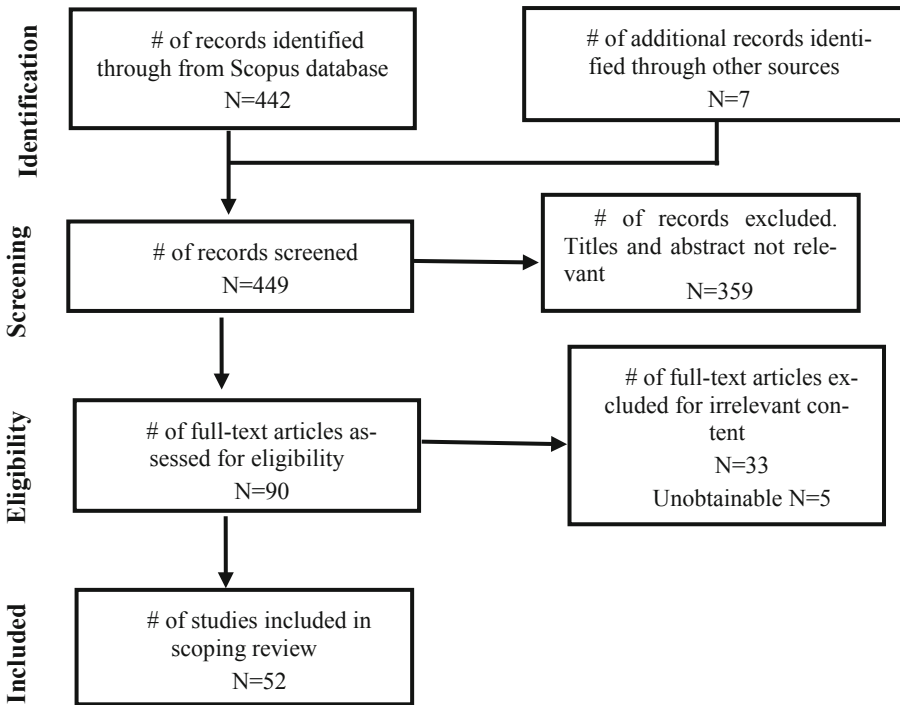 Identification
# of records identified
through from Scopus database
N=442
# of additional records identi-
fied through other sources
N=7
Screening
# of records screened
N=449
# of records excluded.
Titles and abstract not rele-
vant
N=359
Eligibility
# of full-text articles as-
sessed for eligibility
N=90
# of full-text articles ex-
cluded for irrelevant con-
tent
N=33
Unobtainable N=5
Included
# of studies included in
scoping review
N=52